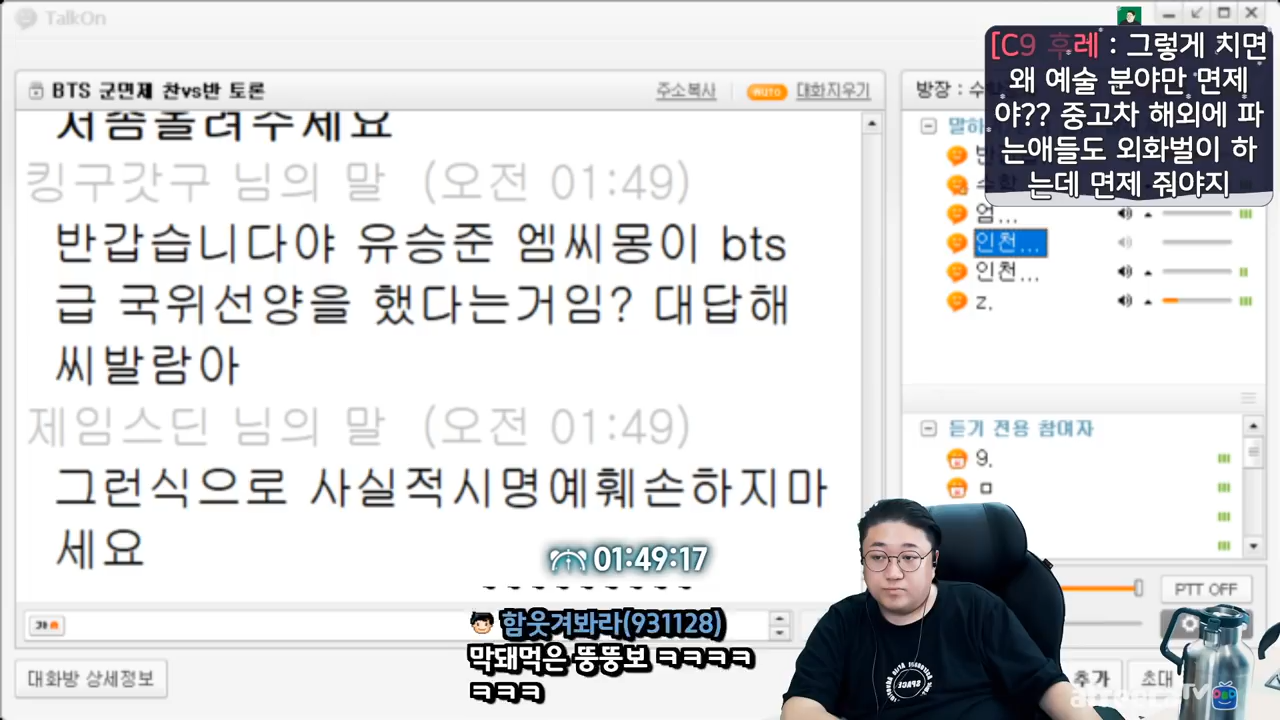 TalkOn
BTS 군면제 찬vs반 토론
주소복사
AUTO
대화지우기
저좀올려주세요
킹구갓구 님의 말 (오전 01:49)
반갑습니다야 유승준 엠씨몽이 bts
급 국위선양을 했다는거임? 대답해
씨발람아
제임스딘 님의 말 (오전 01:49)
그런식으로 사실적시명예훼손하지마
세요
01:49:17
함웃겨봐라(931128)
막돼먹은 뚱뚱보 ㅋㅋㅋㅋ
ㅋㅋㅋ
대화방 상세정보
[C9 후레 : 그렇게 치면
왜 예술 분야만 면제
야?? 중고차 해외에 파
는애들도 외화벌이 하
는데 면제 줘야지
방장 :
엄...
인천...
인천...
z.
듣기 전용 참여자
9.
ㅁ
PTT OFF
추가
초대
SPACE